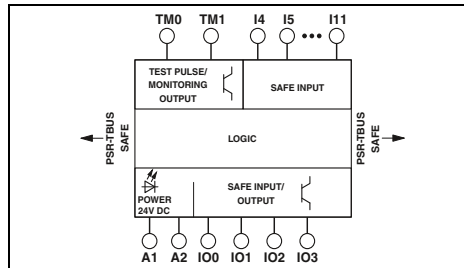 TM0 TM1 I4 I5 ••• I11
TEST PULSE/
MONITORING
OUTPUT
SAFE INPUT
PSR-TBUS
SAFE
LOGIC
PSR-TBUS
SAFE
POWER
24V DC
SAFE INPUT/
OUTPUT
A1 A2 IO0 IO1 IO2 IO3